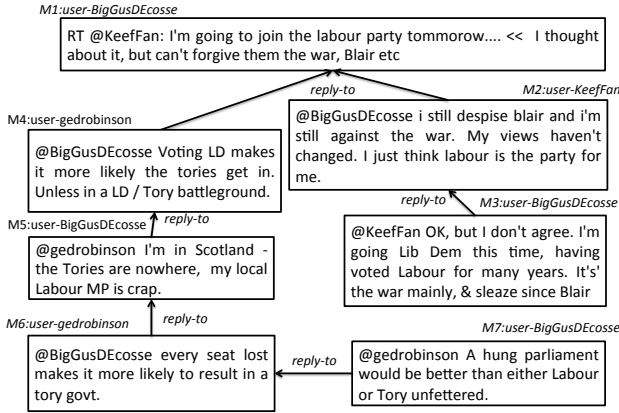 M1:user-BigGusDEcosse
RT @KeefFan: I'm going to join the labour party tommorow.... << I thought
about it, but can't forgive them the war, Blair etc
reply-to
M2:user-KeefFan
@BigGusDEcosse i still despise blair and i'm
still against the war. My views haven't
changed. I just think labour is the party for
me.
M4:user-gedrobinson
@BigGusDEcosse Voting LD makes
it more likely the tories get in.
Unless in a LD / Tory battleground.
reply-to
M3:user-BigGusDEcosse
@KeefFan OK, but I don't agree. I'm
going Lib Dem this time, having
voted Labour for many years. It's'
the war mainly, & sleaze since Blair
M5:user-BigGusDEcosse
reply-to
@gedrobinson I'm in Scotland -
the Tories are nowhere, my local
Labour MP is crap.
M6:user-gedrobinson
reply-to
@BigGusDEcosse every seat lost
makes it more likely to result in a
tory govt.
reply-to
M7:user-BigGusDEcosse
@gedrobinson A hung parliament
would be better than either Labour
or Tory unfettered.